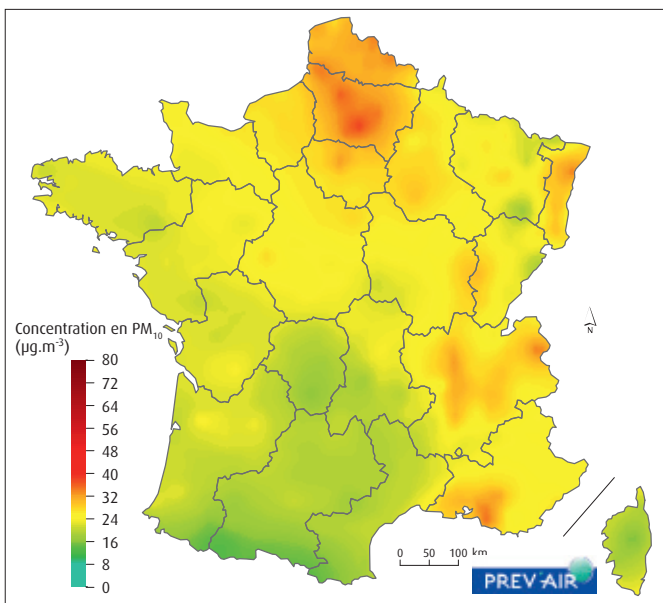 Concentration en PM₁₀
(µg.m⁻³)
80
72
64
56
48
40
32
24
16
8
0
N
0 50 100 km
PREV'AIR